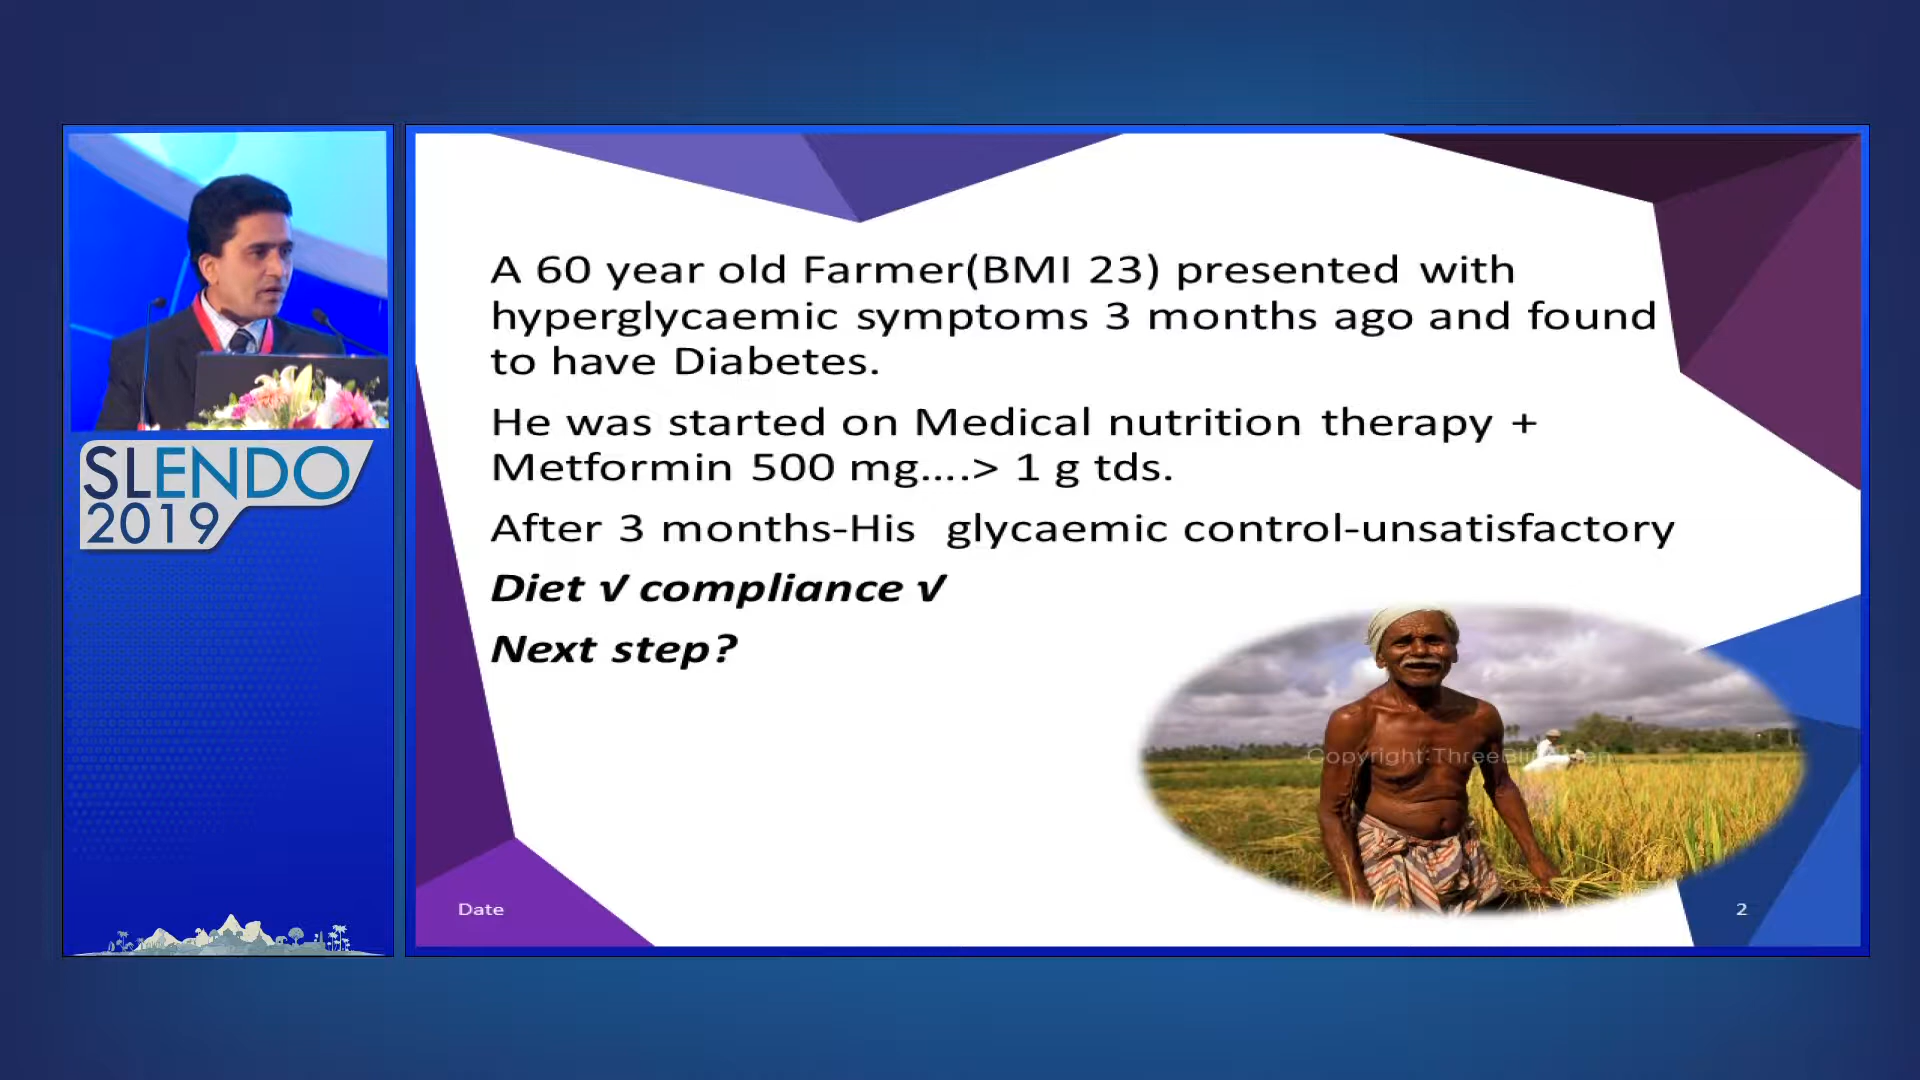 A 60 year old Farmer(BMI 23) presented with
hyperglycaemic symptoms 3 months ago and found
to have Diabetes.
He was started on Medical nutrition therapy +
Metformin 500 mg....> 1 g tds.
After 3 months-His glycaemic control-unsatisfactory
Diet √ compliance √
Next step?
SLENDO
2019
Copyright:ThreeBli
Date
2